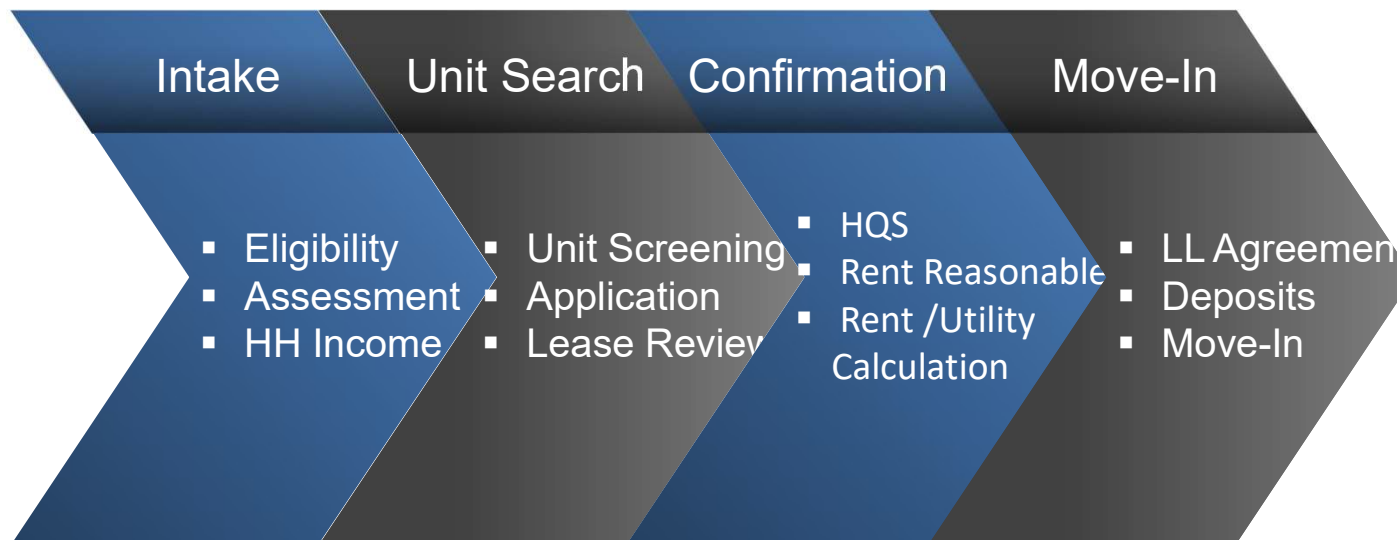 Intake
Unit Search
Confirmation
Move-In
▪ Eligibility
▪ Assessment
▪ HH Income
▪ Unit Screening
▪ Application
▪ Lease Review
▪ HQS
▪ Rent Reasonable
▪ Rent /Utility
Calculation
▪ LL Agreemen
▪ Deposits
▪ Move-In